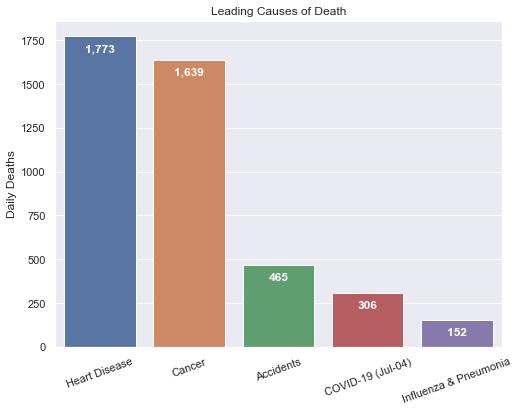 Leading Causes of Death
Daily Deaths
1750
1500
1250
1000
750
500
250
0
1,773
1,639
465
306
152
Heart Disease
Cancer
Accidents
COVID-19 (Jul-04)
Influenza & Pneumonia